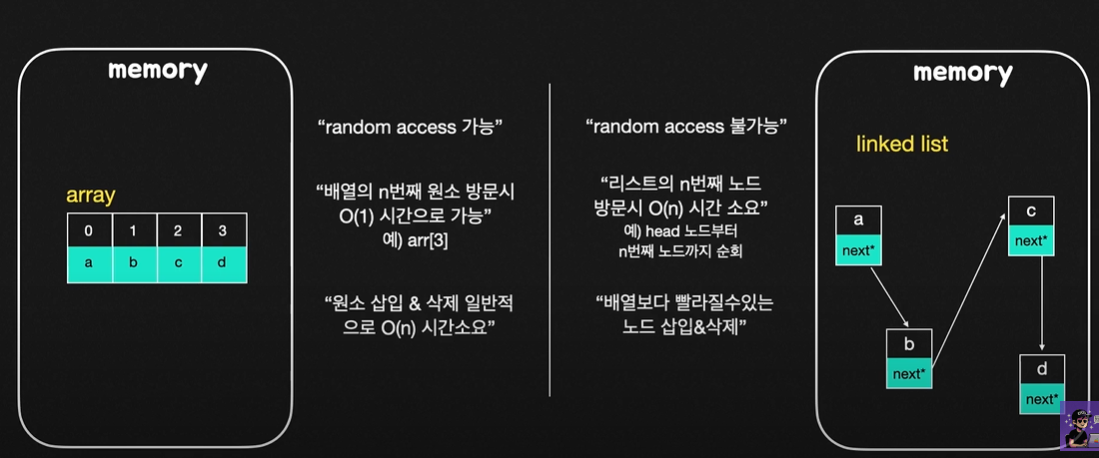 memory
array
0 1 2 3
a b c d
“random access 가능”
“배열의 n번째 원소 방문시
O(1) 시간으로 가능”
예) arr[3]
“원소 삽입 & 삭제 일반적
으로 O(n) 시간소요”
“random access 불가능”
“리스트의 n번째 노드
방문시 O(n) 시간 소요”
예) head 노드부터
n번째 노드까지 순회
“배열보다 빨라질수있는
노드 삽입&삭제”
memory
linked list
a
next*
b
next*
c
next*
d
next*